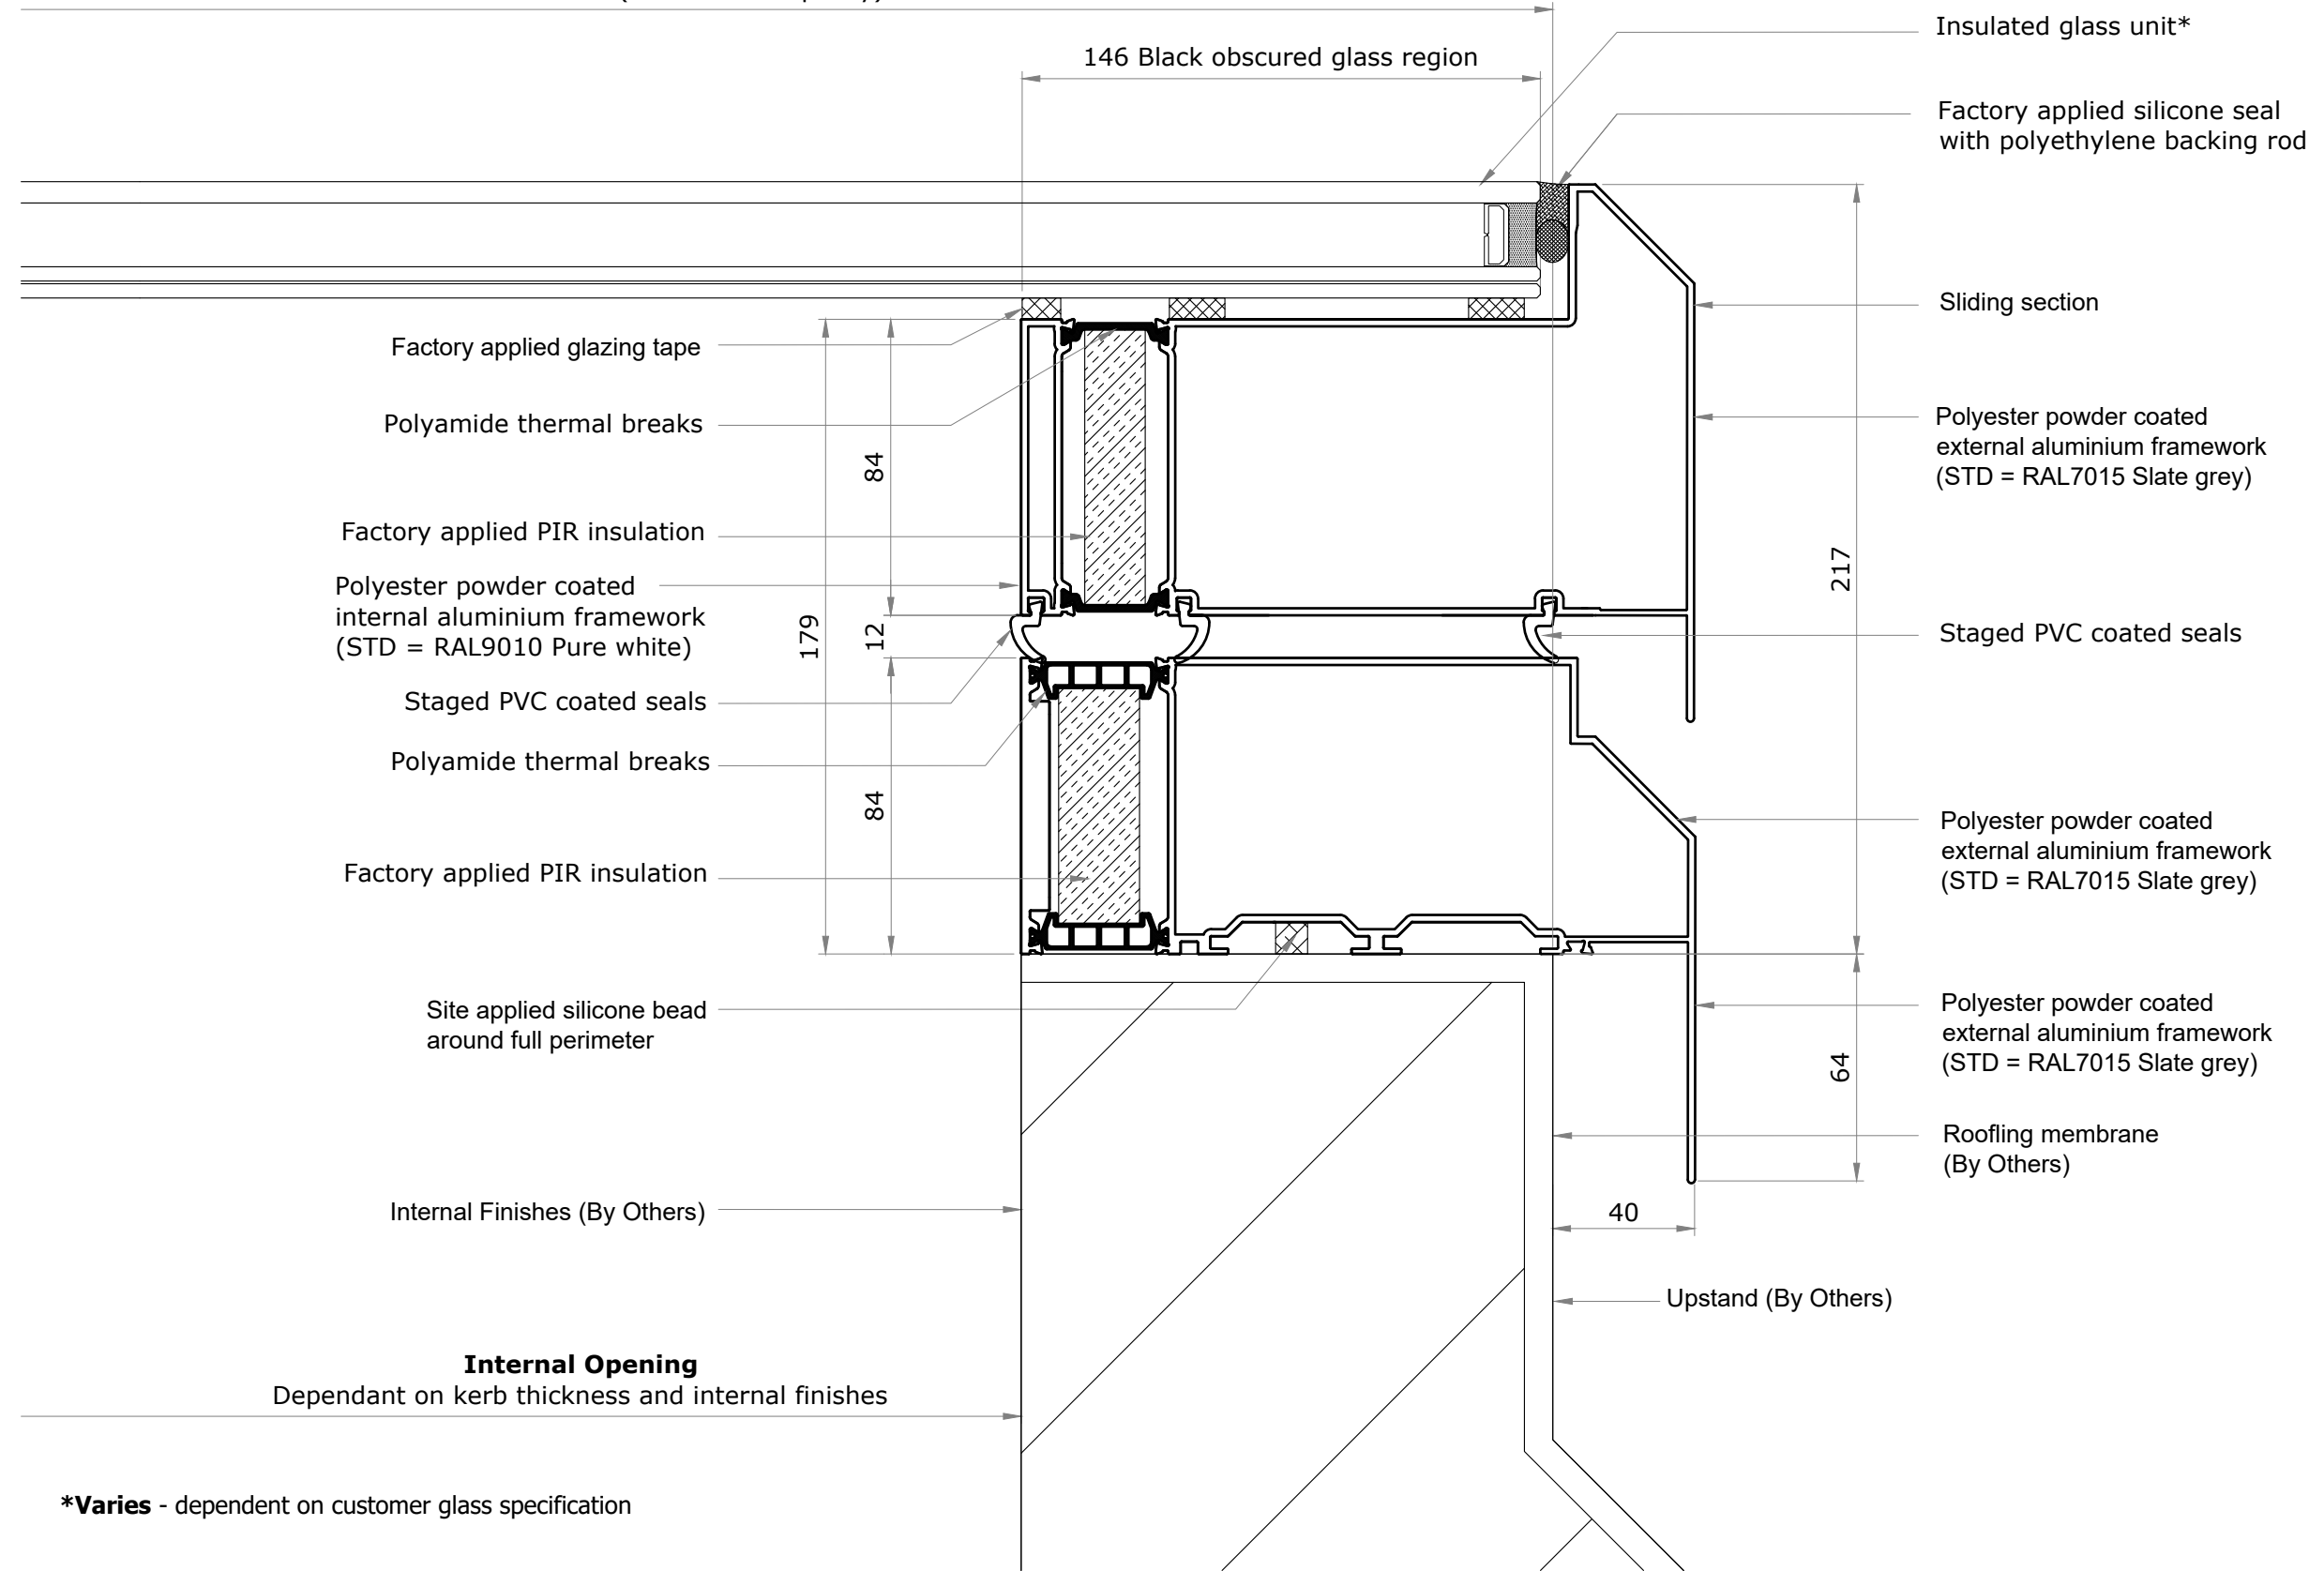 146 Black obscured glass region
Insulated glass unit*
Factory applied silicone seal
with polyethylene backing rod
Sliding section
Factory applied glazing tape
Polyamide thermal breaks
Polyester powder coated
external aluminium framework
(STD = RAL7015 Slate grey)
84
Factory applied PIR insulation
217
Polyester powder coated
internal aluminium framework
(STD = RAL9010 Pure white)
179
12
Staged PVC coated seals
Staged PVC coated seals
Polyamide thermal breaks
84
Polyester powder coated
external aluminium framework
(STD = RAL7015 Slate grey)
Factory applied PIR insulation
Site applied silicone bead
around full perimeter
Polyester powder coated
external aluminium framework
(STD = RAL7015 Slate grey)
64
Roofling membrane
(By Others)
Internal Finishes (By Others)
40
Upstand (By Others)
Internal Opening
Dependant on kerb thickness and internal finishes
*Varies - dependent on customer glass specification